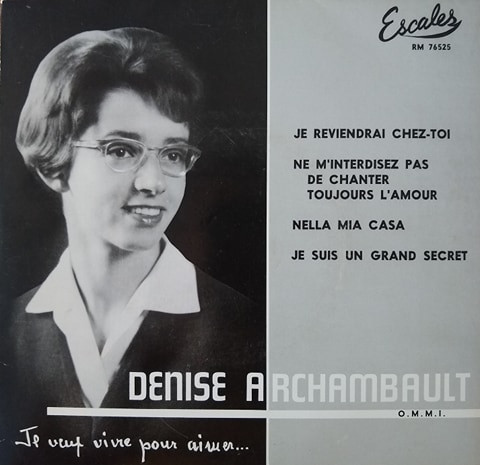 Escales
RM 76525
JE REVIENDRAI CHEZ-TOI
NE M'INTERDISEZ PAS
DE CHANTER
TOUJOURS L'AMOUR
NELLA MIA CASA
JE SUIS UN GRAND SECRET
DENISE ARCHAMBAULT
O.M.M.I.
Je veux vivre pour aimer...